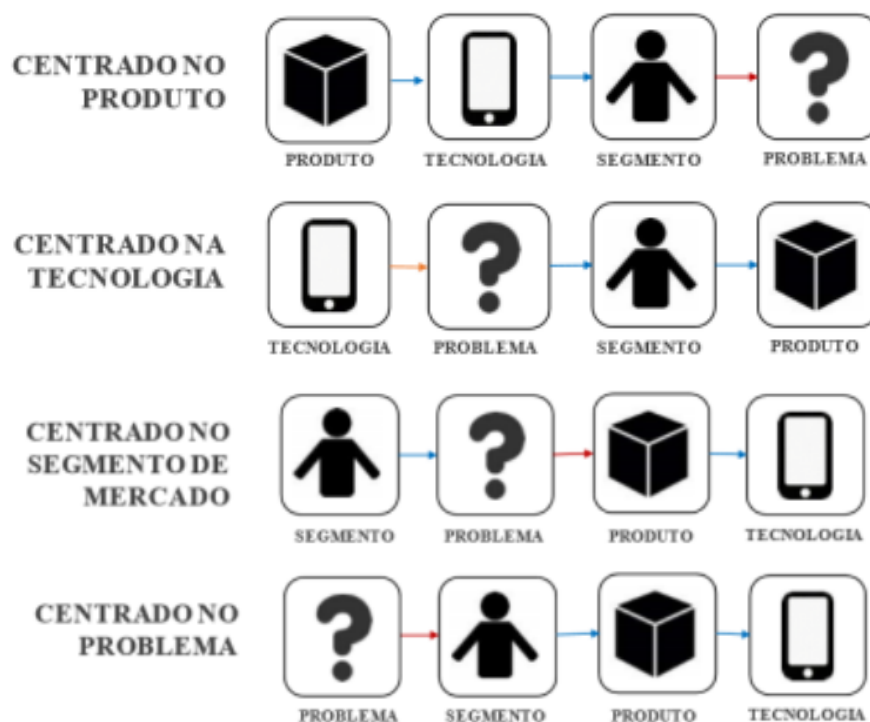 CENTRADO NO
PRODUTO
PRODUTO
TECNOLOGIA
SEGMENTO
PROBLEMA
CENTRADO NA
TECNOLOGIA
TECNOLOGIA
PROBLEMA
SEGMENTO
PRODUTO
CENTRADO NO
SEGMENTO DE
MERCADO
SEGMENTO
PROBLEMA
PRODUTO
TECNOLOGIA
CENTRADO NO
PROBLEMA
PROBLEMA
SEGMENTO
PRODUTO
TECNOLOGIA